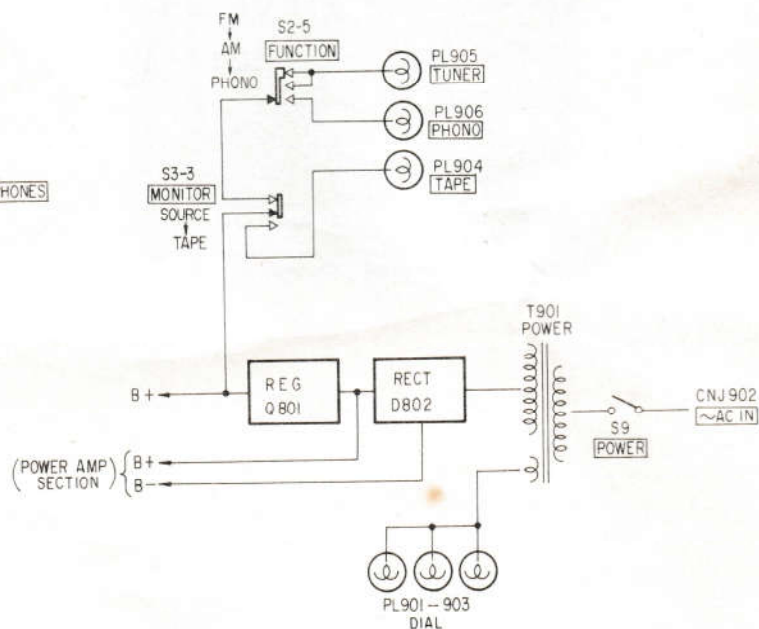 FM
AM
PHONO
S2-5
FUNCTION
PL905
TUNER
PL906
PHONO
PL904
TAPE
HONES
S3-3
MONITOR
SOURCE
TAPE
T901
POWER
B+
REG
Q801
RECT
D802
CNJ902
~AC IN
S9
POWER
(POWER AMP
SECTION)
B+
B-
PL901-903
DIAL